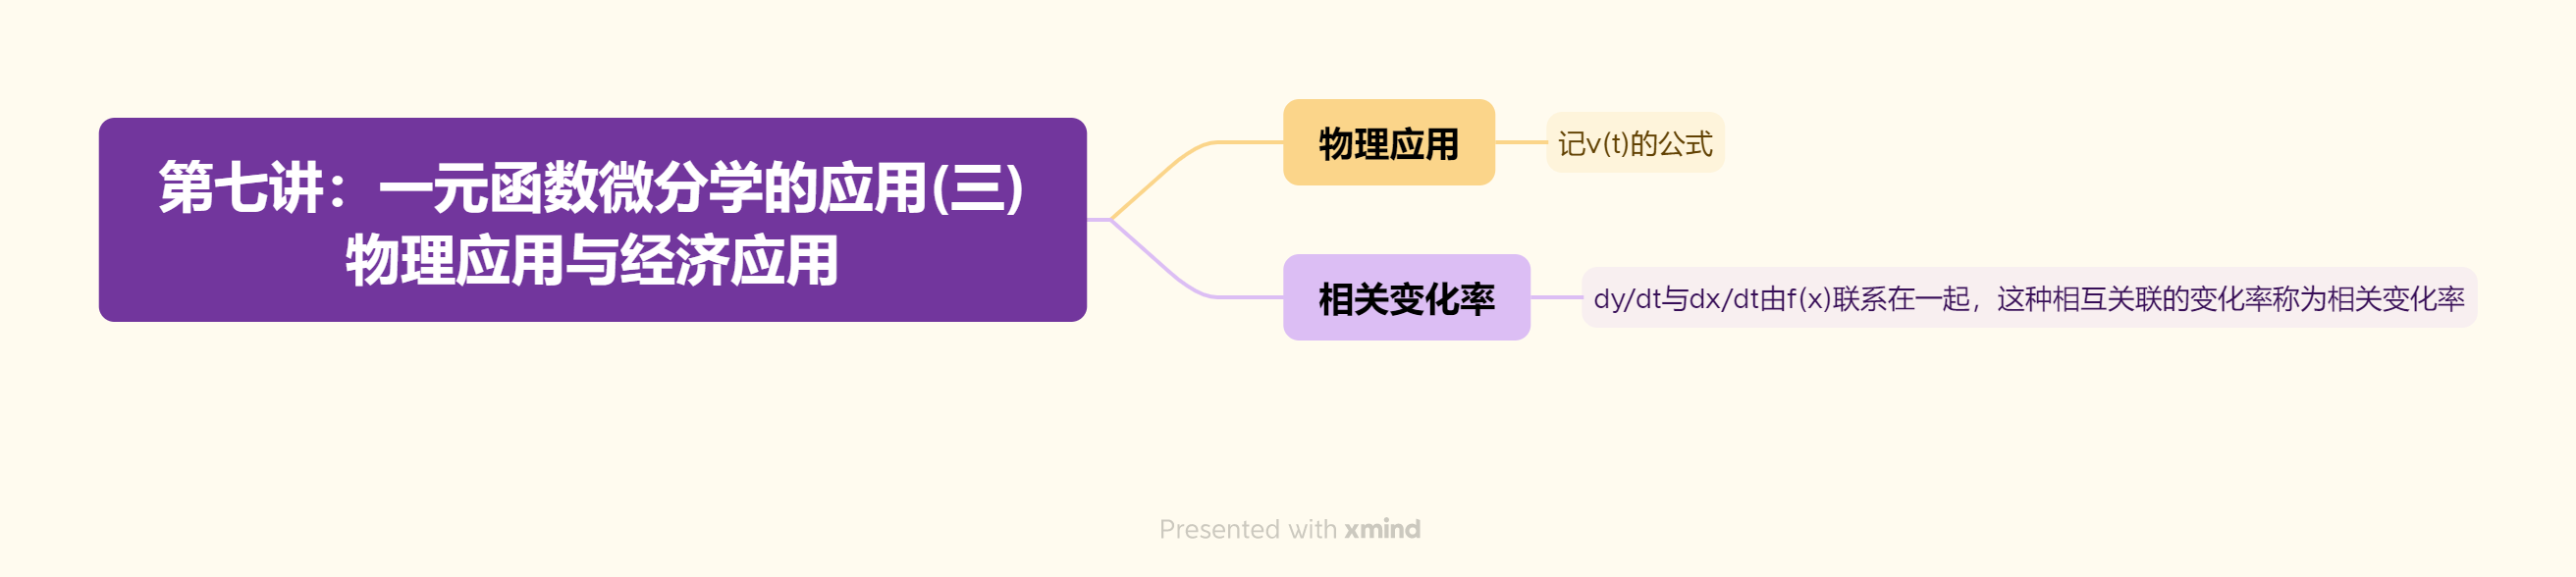 第七讲：一元函数微分学的应用(三)
物理应用与经济应用
物理应用
记v(t)的公式
相关变化率
dy/dt与dx/dt由f(x)联系在一起，这种相互关联的变化率称为相关变化率
Presented with xmind